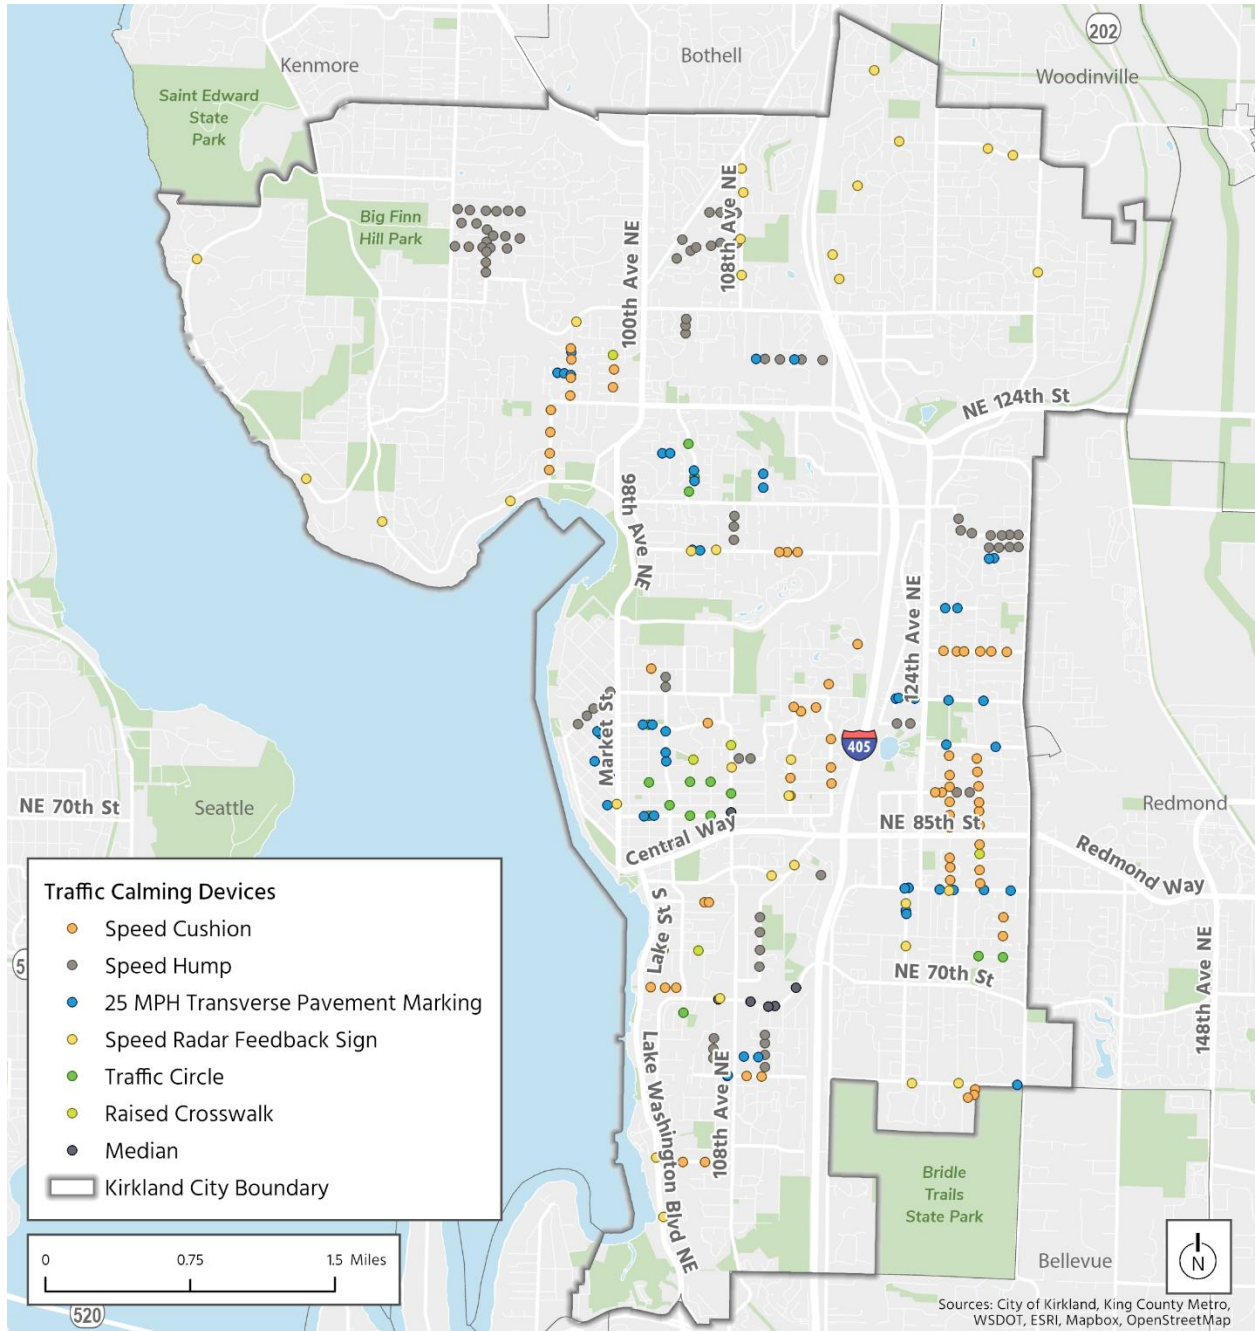 202
Bothell
Kenmore
Woodinville
Saint Edward
State
Park
108th Ave NE
Big Finn
Hill Park
100th Ave NE
NE 124th St
98th Ave NE
124th Ave NE
Market St
405
NE 70th St
Seattle
Redmond
NE 85th St
Central Way
Redmond Way
Lake St S
NE 70th St
148th Ave NE
Lake Washington Blvd NE
108th Ave NE
Bridle
Trails
State Park
Bellevue
Traffic Calming Devices
Speed Cushion
Speed Hump
25 MPH Transverse Pavement Marking
Speed Radar Feedback Sign
Traffic Circle
Raised Crosswalk
Median
Kirkland City Boundary
0 0.75 1.5 Miles
520
N
Sources: City of Kirkland, King County Metro,
WSDOT, ESRI, Mapbox, OpenStreetMap